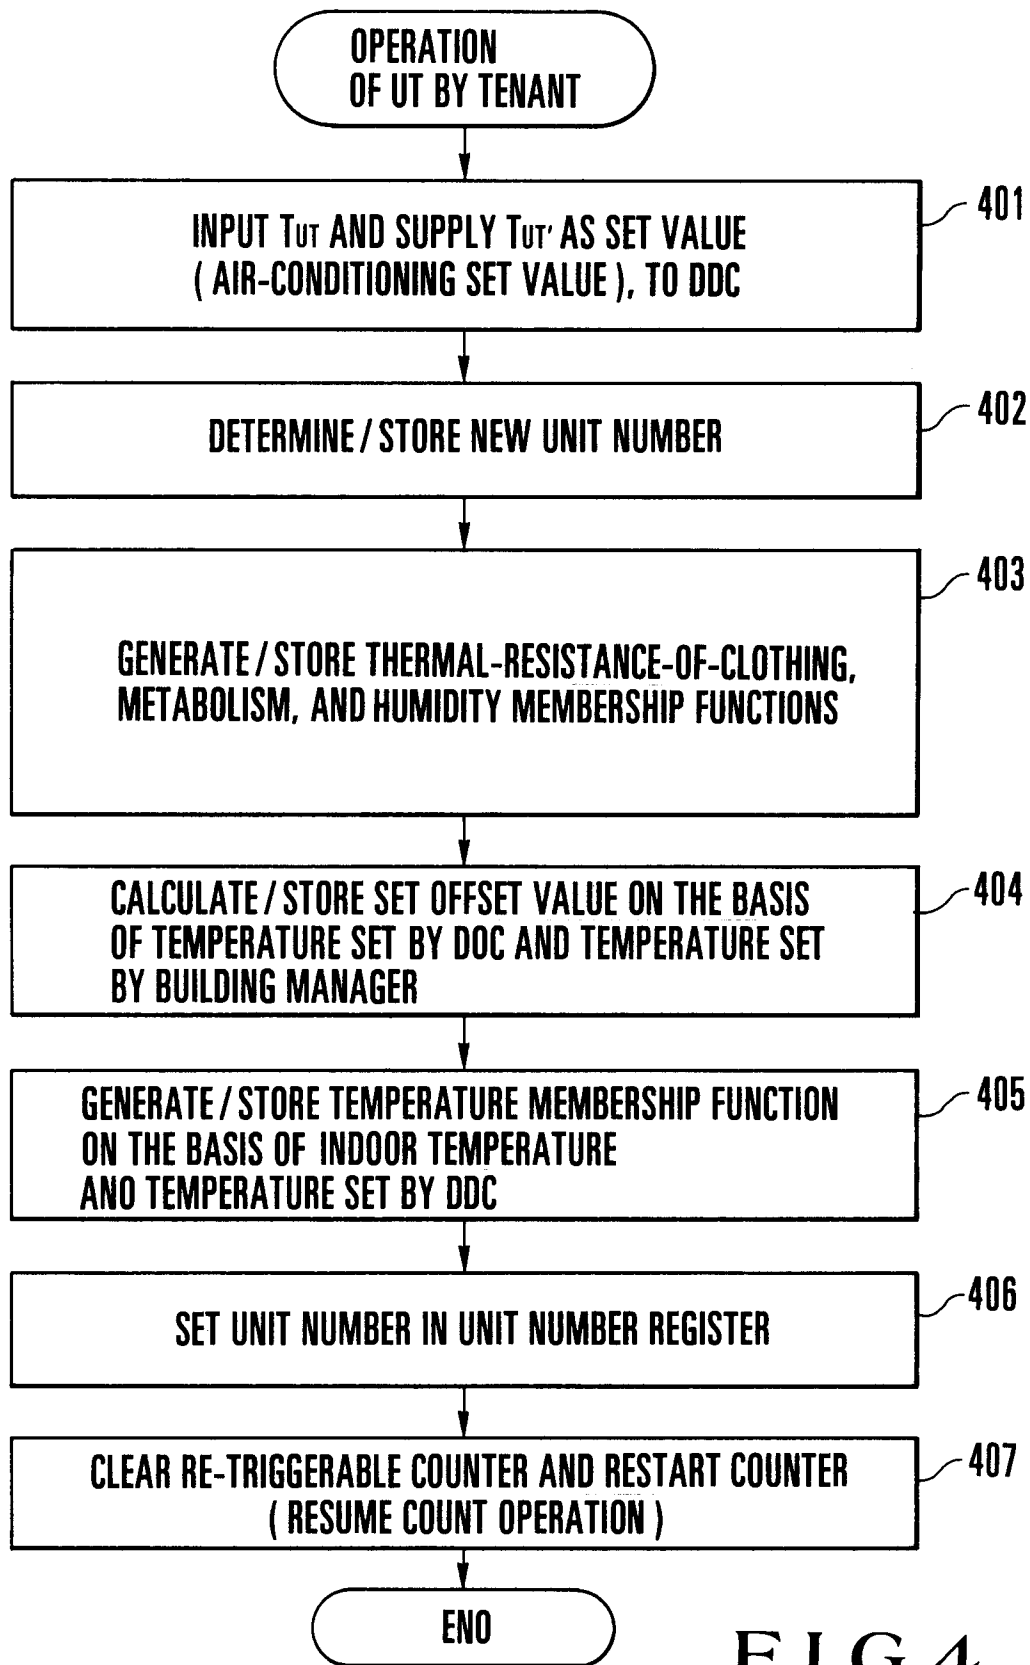 OPERATION
OF UT BY TENANT
401
INPUT TUT AND SUPPLY TUT' AS SET VALUE
( AIR-CONDITIONING SET VALUE ), TO DDC
402
DETERMINE / STORE NEW UNIT NUMBER
403
GENERATE / STORE THERMAL-RESISTANCE-OF-CLOTHING,
METABOLISM, AND HUMIDITY MEMBERSHIP FUNCTIONS
404
CALCULATE / STORE SET OFFSET VALUE ON THE BASIS
OF TEMPERATURE SET BY DOC AND TEMPERATURE SET
BY BUILDING MANAGER
405
GENERATE / STORE TEMPERATURE MEMBERSHIP FUNCTION
ON THE BASIS OF INDOOR TEMPERATURE
ANO TEMPERATURE SET BY DDC
406
SET UNIT NUMBER IN UNIT NUMBER REGISTER
407
CLEAR RE-TRIGGERABLE COUNTER AND RESTART COUNTER
( RESUME COUNT OPERATION )
ENO
FIG.4